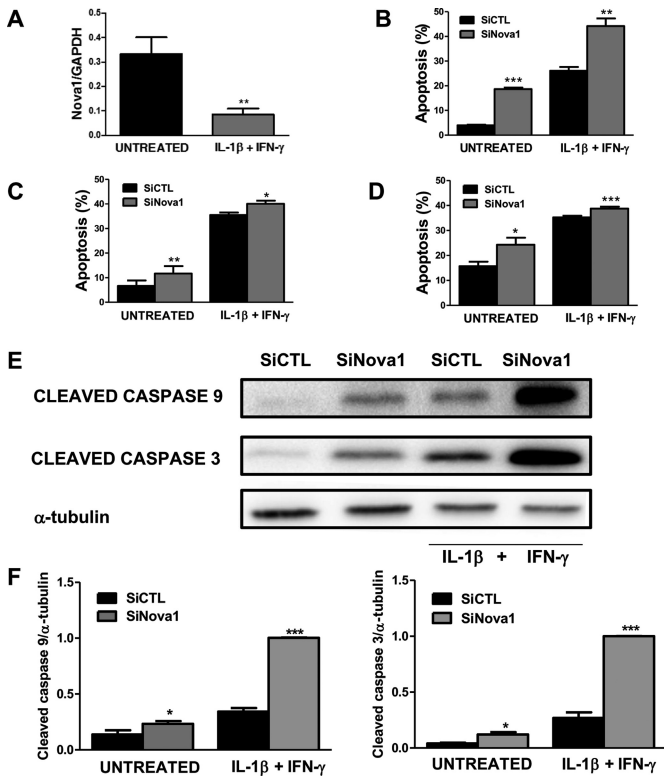 A
Nova1/GAPDH
0.5
0.4
0.3
0.2
0.1
0.0
**
UNTREATED IL-1β + IFN-γ
B
SiCTL
SiNova1
Apoptosis (%)
50
40
30
20
10
0
***
**
UNTREATED IL-1β + IFN-γ
C
SiCTL
SiNova1
Apoptosis (%)
50
40
30
20
10
0
**
*
UNTREATED IL-1β + IFN-γ
D
SiCTL
SiNova1
Apoptosis (%)
50
40
30
20
10
0
*
***
UNTREATED IL-1β + IFN-γ
E
SiCTL SiNova1 SiCTL SiNova1
CLEAVED CASPASE 9
CLEAVED CASPASE 3
α-tubulin
IL-1β + IFN-γ
F
Cleaved caspase 9/α-tubulin
1.5
1.0
0.5
0.0
SiCTL
SiNova1
*
***
UNTREATED IL-1β + IFN-γ
Cleaved caspase 3/α-tubulin
1.5
1.0
0.5
0.0
SiCTL
SiNova1
*
***
UNTREATED IL-1β + IFN-γ